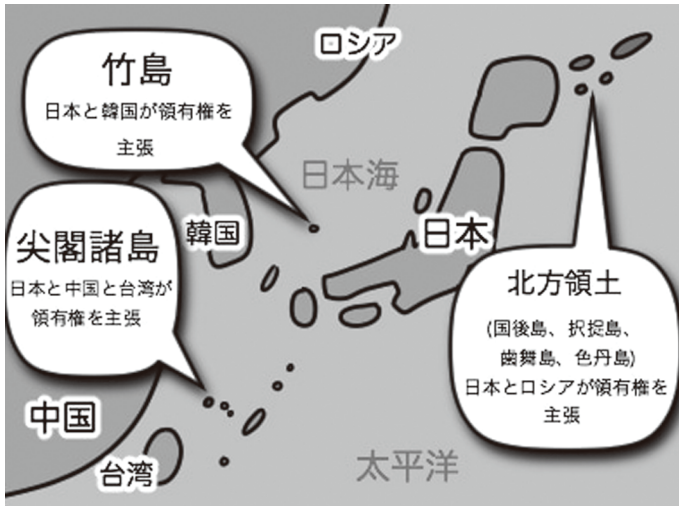 ロシア
竹島
日本と韓国が領有権を
主張
日本海
尖閣諸島
日本と中国と台湾が
領有権を主張
韓国
日本
北方領土
(国後島、択捉島、
歯舞島、色丹島)
日本とロシアが領有権を
主張
中国
台湾
太平洋